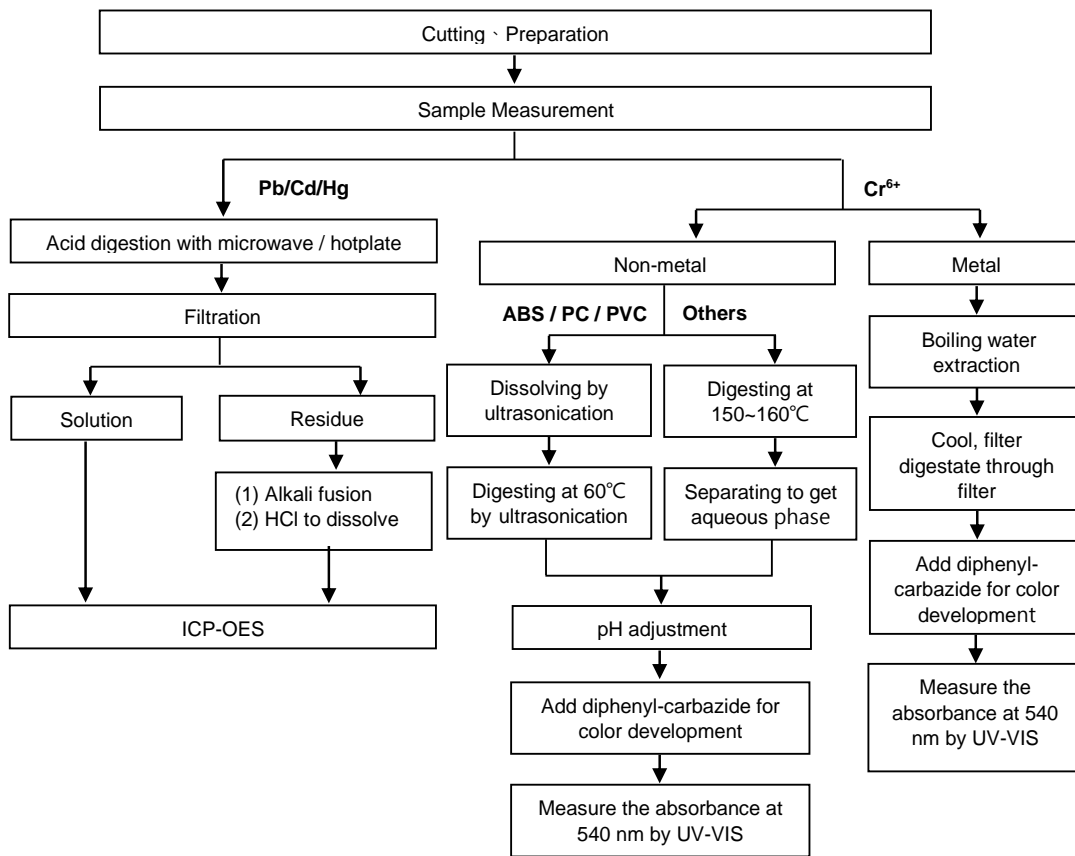 Cutting、Preparation
Sample Measurement
Pb/Cd/Hg
Cr6+
Acid digestion with microwave / hotplate
Filtration
Solution
Residue
(1) Alkali fusion
(2) HCl to dissolve
ICP-OES
Non-metal
ABS / PC / PVC
Others
Dissolving by
ultrasonication
Digesting at 60℃
by ultrasonication
Digesting at
150~160℃
Separating to get
aqueous phase
pH adjustment
Add diphenyl-carbazide for
color development
Measure the absorbance at
540 nm by UV-VIS
Metal
Boiling water
extraction
Cool, filter
digestate through
filter
Add diphenyl-
carbazide for color
development
Measure the
absorbance at 540
nm by UV-VIS